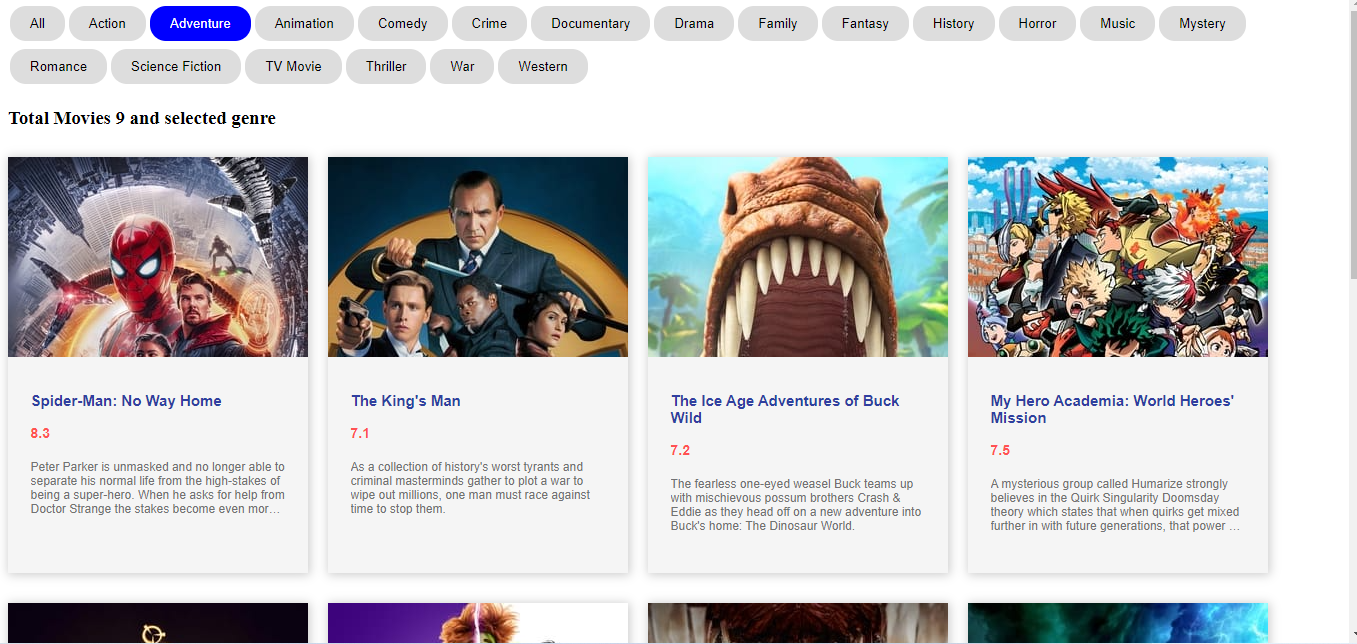 All Action Adventure Animation Comedy Crime Documentary Drama Family Fantasy History Horror Music Mystery
Romance Science Fiction TV Movie Thriller War Western
Total Movies 9 and selected genre
Spider-Man: No Way Home
8.3
Peter Parker is unmasked and no longer able to
separate his normal life from the high-stakes of
being a super-hero. When he asks for help from
Doctor Strange the stakes become even mor…
The King's Man
7.1
As a collection of history's worst tyrants and
criminal masterminds gather to plot a war to
wipe out millions, one man must race against
time to stop them.
The Ice Age Adventures of Buck
Wild
7.2
The fearless one-eyed weasel Buck teams up
with mischievous possum brothers Crash &
Eddie as they head off on a new adventure into
Buck's home: The Dinosaur World.
My Hero Academia: World Heroes'
Mission
7.5
A mysterious group called Humarize strongly
believes in the Quirk Singularity Doomsday
theory which states that when quirks get mixed
further in with future generations, that power …